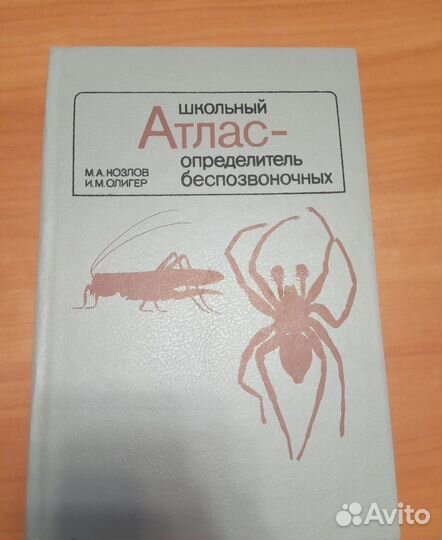 школьный
Атлас-
определитель
беспозвоночных
М.А.КОЗЛОВ
И.М.ОЛИГЕР
Avito